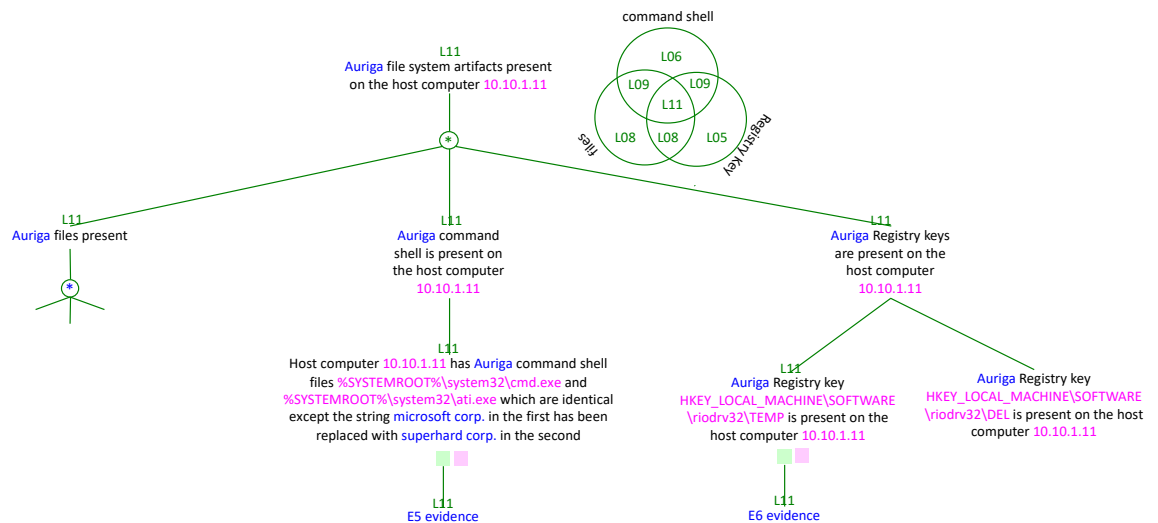 command shell
L06
L09
L09
L11
L08
L08
L05
files
Registry Key
L11
Auriga file system artifacts present
on the host computer 10.10.1.11
*
L11
Auriga files present
*
L11
Auriga command
shell is present on
the host computer
10.10.1.11
L11
Auriga Registry keys
are present on the
host computer
10.10.1.11
L11
Host computer 10.10.1.11 has Auriga command shell
files %SYSTEMROOT%\system32\cmd.exe and
%SYSTEMROOT%\system32\ati.exe which are identical
except the string microsoft corp. in the first has been
replaced with superhard corp. in the second
L11
E5 evidence
L11
Auriga Registry key
HKEY_LOCAL_MACHINE\SOFTWARE
\riodrv32\TEMP is present on the
host computer 10.10.1.11
L11
E6 evidence
Auriga Registry key
HKEY_LOCAL_MACHINE\SOFTWARE
\riodrv32\DEL is present on the host
computer 10.10.1.11